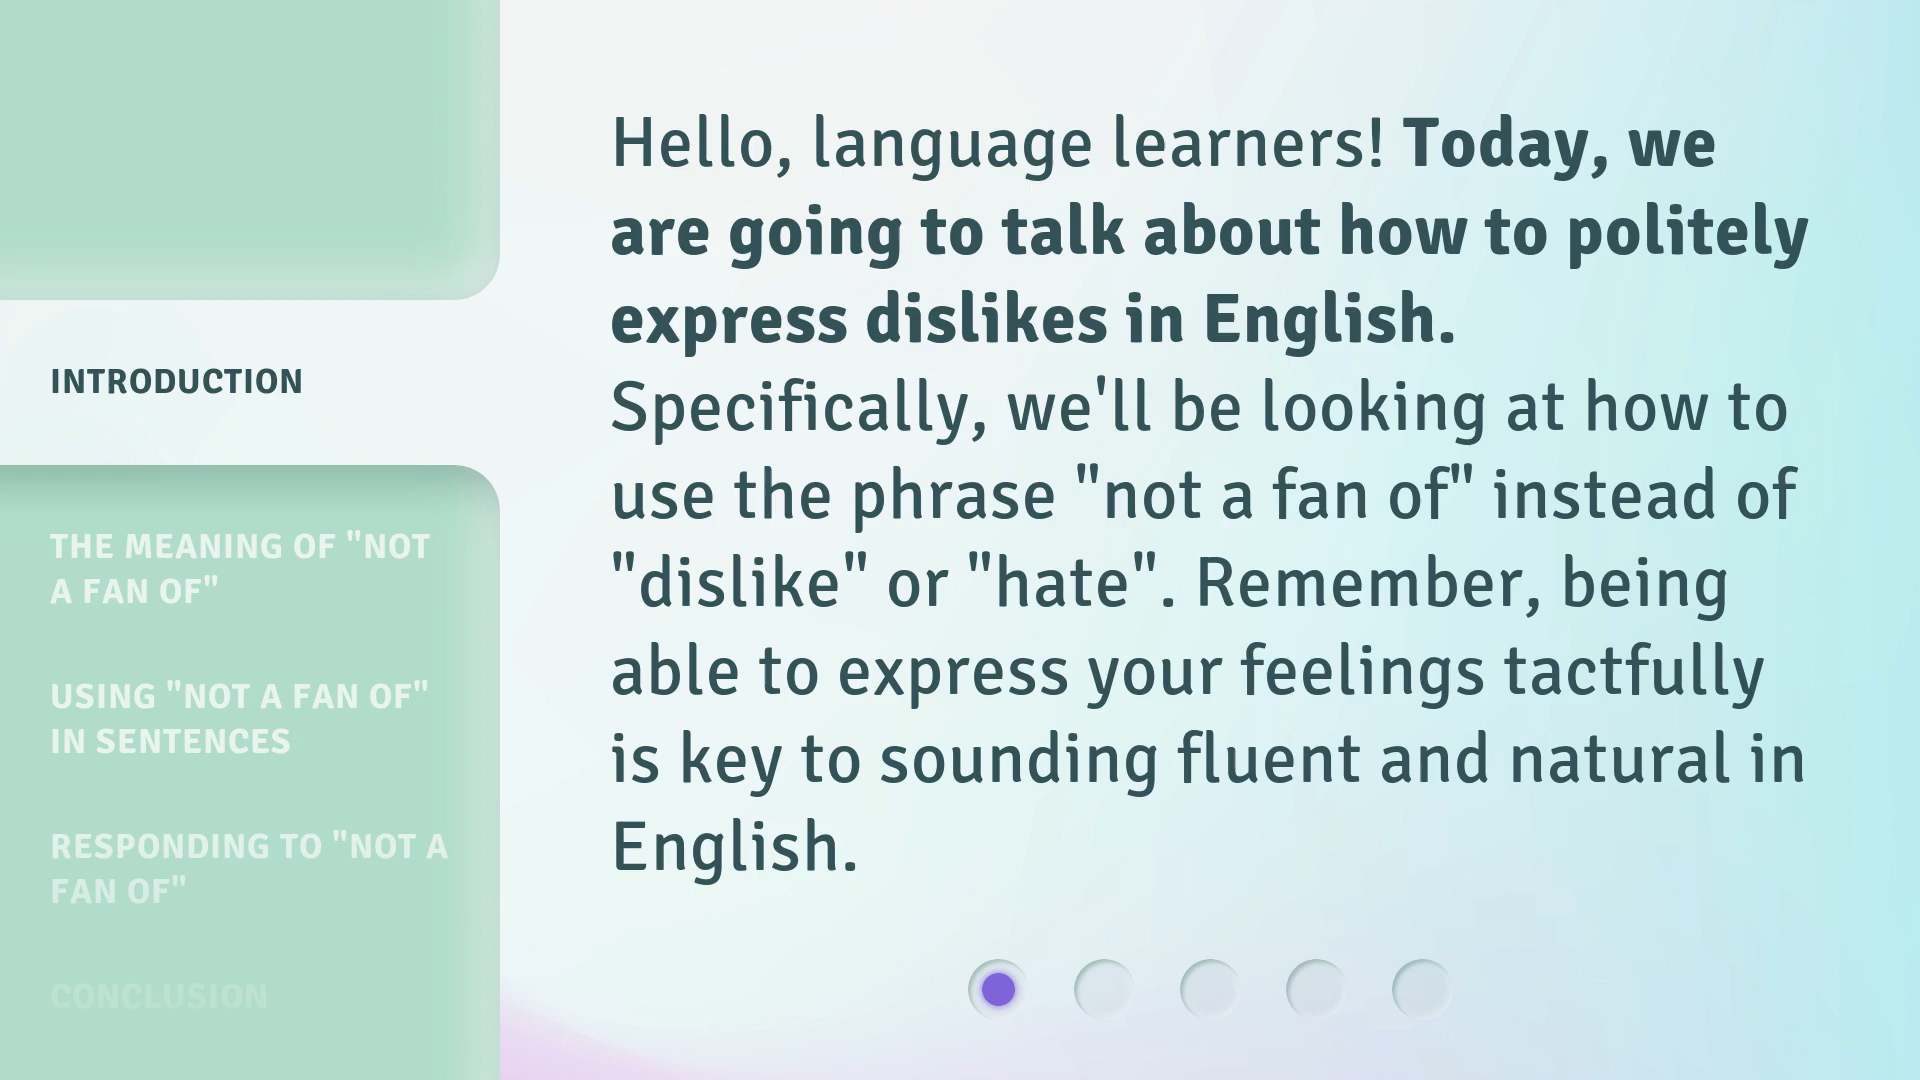 INTRODUCTION
THE MEANING OF "NOT
A FAN OF"
USING "NOT A FAN OF"
IN SENTENCES
RESPONDING TO "NOT A
FAN OF"
CONCLUSION
Hello, language learners! Today, we
are going to talk about how to politely
express dislikes in English.
Specifically, we'll be looking at how to
use the phrase "not a fan of" instead of
"dislike" or "hate". Remember, being
able to express your feelings tactfully
is key to sounding fluent and natural in
English.